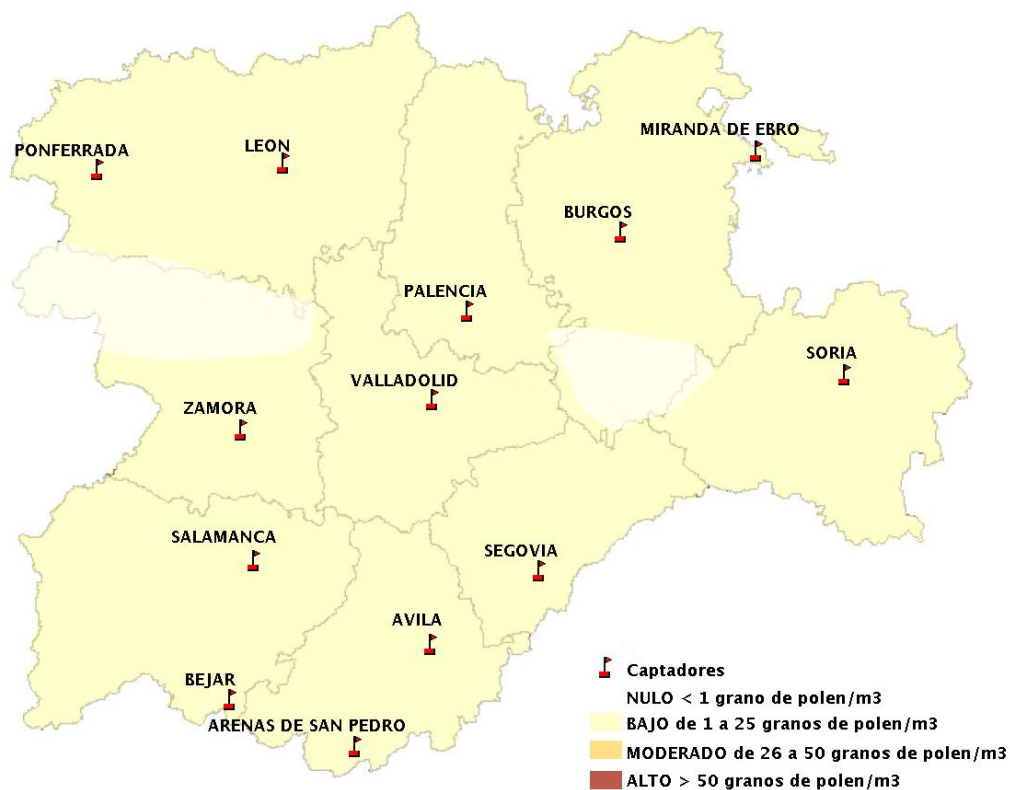 MIRANDA DE EBRO
PONFERRADA
LEON
BURGOS
PALENCIA
SORIA
VALLADOLID
ZAMORA
SALAMANCA
SEGOVIA
AVILA
BEJAR
ARENAS DE SAN PEDRO
Captadores
NULO < 1 grano de polen/m3
BAJO de 1 a 25 granos de polen/m3
MODERADO de 26 a 50 granos de polen/m3
ALTO > 50 granos de polen/m3